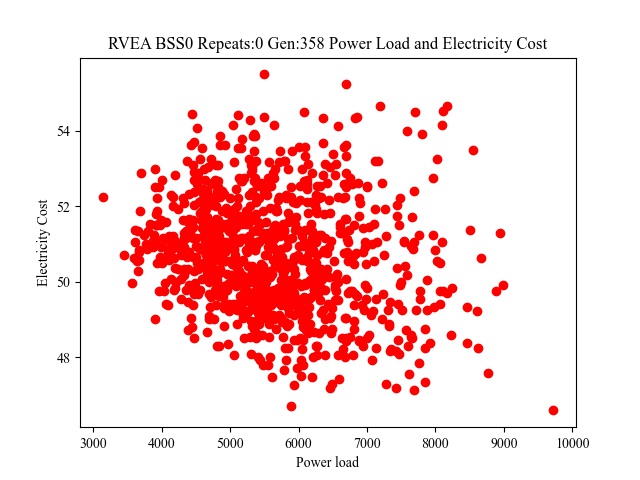 RVEA BSS0 Repeats:0 Gen:358 Power Load and Electricity Cost
54
52
50
48
Electricity Cost
3000 4000 5000 6000 7000 8000 9000 10000
Power load